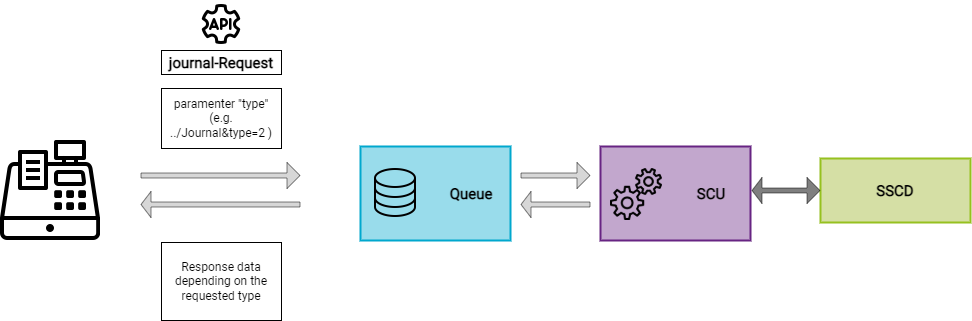 API
journal-Request
paramenter "type"
(e.g.
../Journal&type=2 )
Queue
SCU
SSCD
Response data
depending on the
requested type